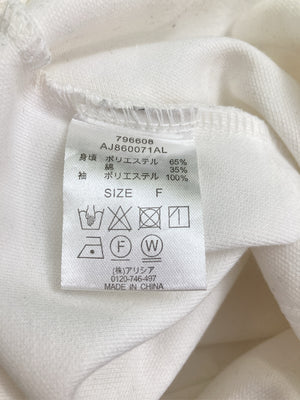 796608
AJ860071AL
身頃 ポリエステル 65%
綿 35%
袖 ポリエステル 100%
SIZE F
F W
(株)アリシア
0120-746-497
MADE IN CHINA